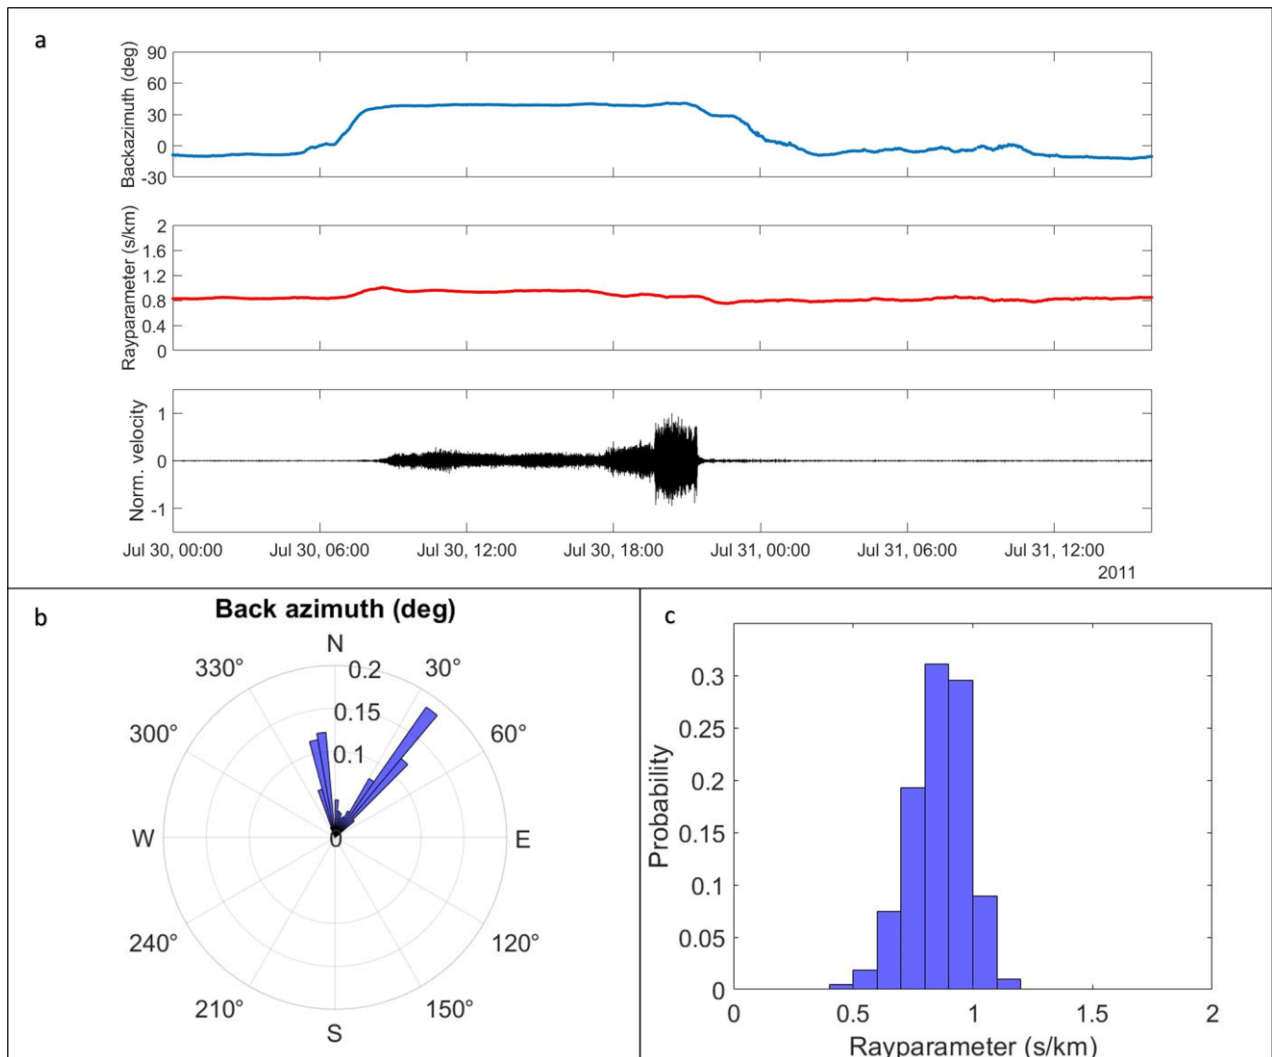 a
Backazimuth (deg)
90
60
30
0
-30
Rayparameter (s/km)
2
1.6
1.2
0.8
0.4
0
Norm. velocity
1
0
-1
Jul 30, 00:00 Jul 30, 06:00 Jul 30, 12:00 Jul 30, 18:00 Jul 31, 00:00 Jul 31, 06:00 Jul 31, 12:00
2011
b
Back azimuth (deg)
N
330° 0.2 30°
0.15
300° 0.1 60°
W 0 E
240° 120°
210° 150°
S
c
Probability
0.3
0.25
0.2
0.15
0.1
0.05
0
0 0.5 1 1.5 2
Rayparameter (s/km)